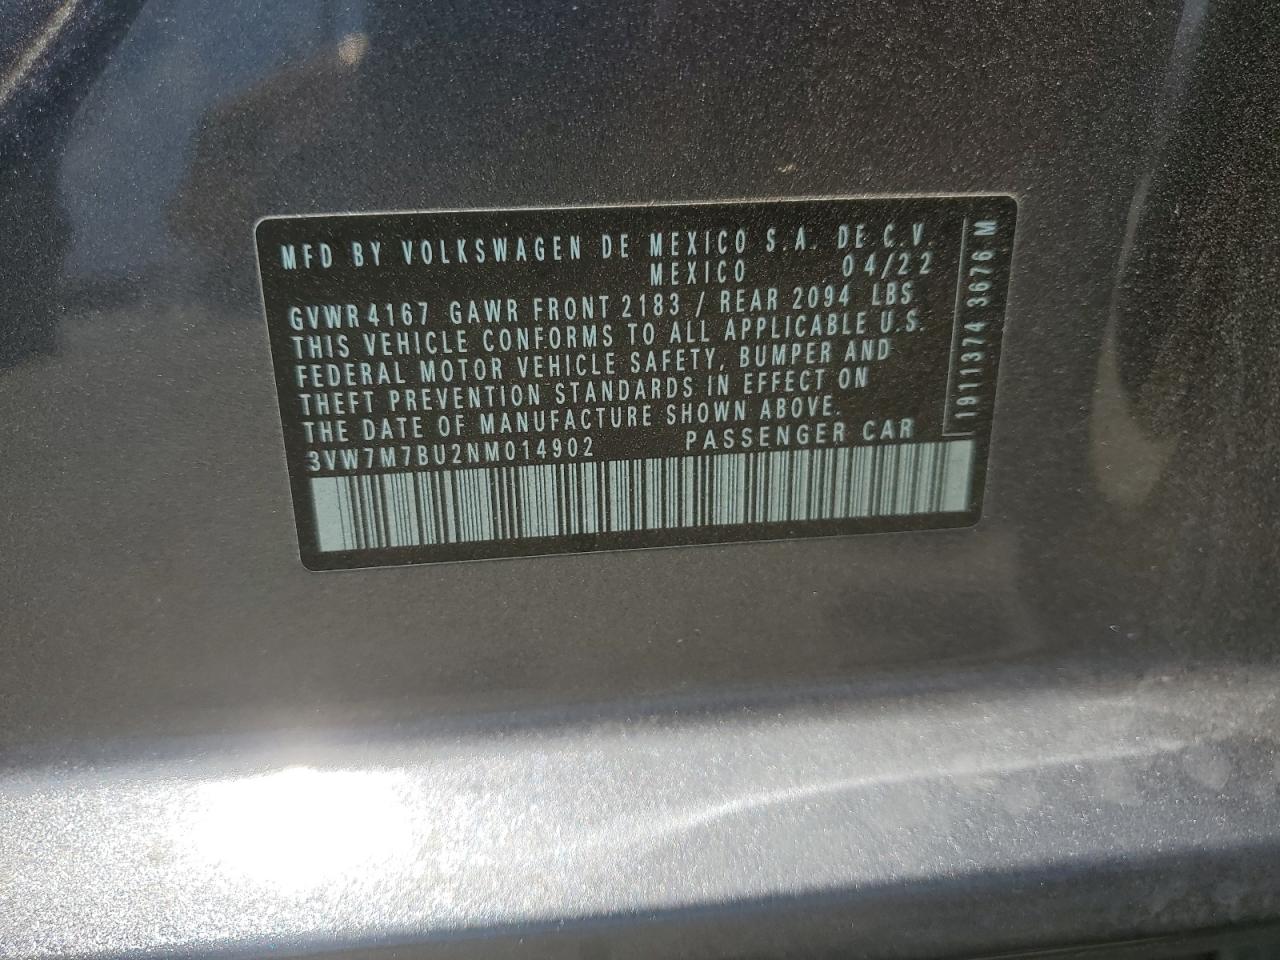 MFD BY VOLKSWAGEN DE MEXICO S.A. DE C.V.
MEXICO 04/22
GVWR 4167 GAWR FRONT 2183 / REAR 2094 LBS
THIS VEHICLE CONFORMS TO ALL APPLICABLE U.S.
FEDERAL MOTOR VEHICLE SAFETY, BUMPER AND
THEFT PREVENTION STANDARDS IN EFFECT ON
THE DATE OF MANUFACTURE SHOWN ABOVE.
3VW7M7BU2NM014902 PASSENGER CAR
1911374 3676 M